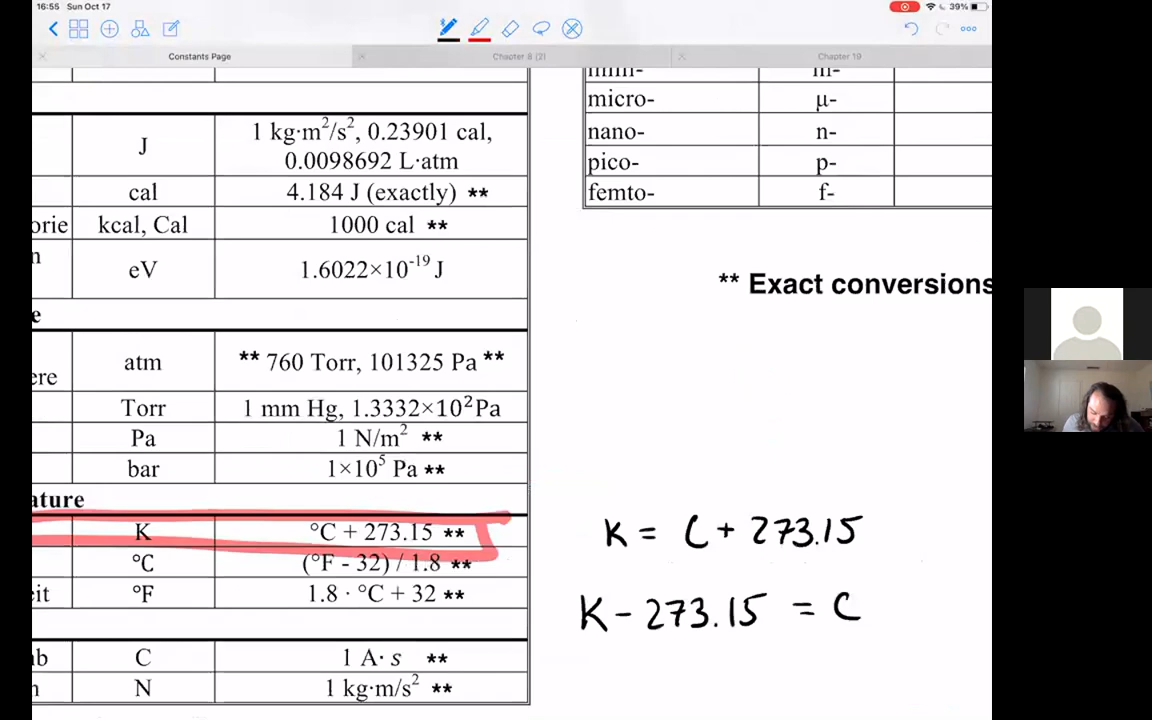 16:55 Sun Oct 17
39%
Constants Page
Chapter 8 (2)
Chapter 19
milli- m-
micro- μ-
nano- n-
pico- p-
femto- f-
J 1 kg·m²/s², 0.23901 cal,
0.0098692 L·atm
cal 4.184 J (exactly) **
orie kcal, Cal 1000 cal **
n
eV 1.6022×10⁻¹⁹ J
** Exact conversions
e
ere atm ** 760 Torr, 101325 Pa **
Torr 1 mm Hg, 1.3332×10²Pa
Pa 1 N/m² **
bar 1×10⁵ Pa **
ature
K °C + 273.15 **
°C (°F - 32) / 1.8 **
eit °F 1.8 · °C + 32 **
b C 1 A· s **
n N 1 kg·m/s² **
K = C + 273.15
K - 273.15 = C